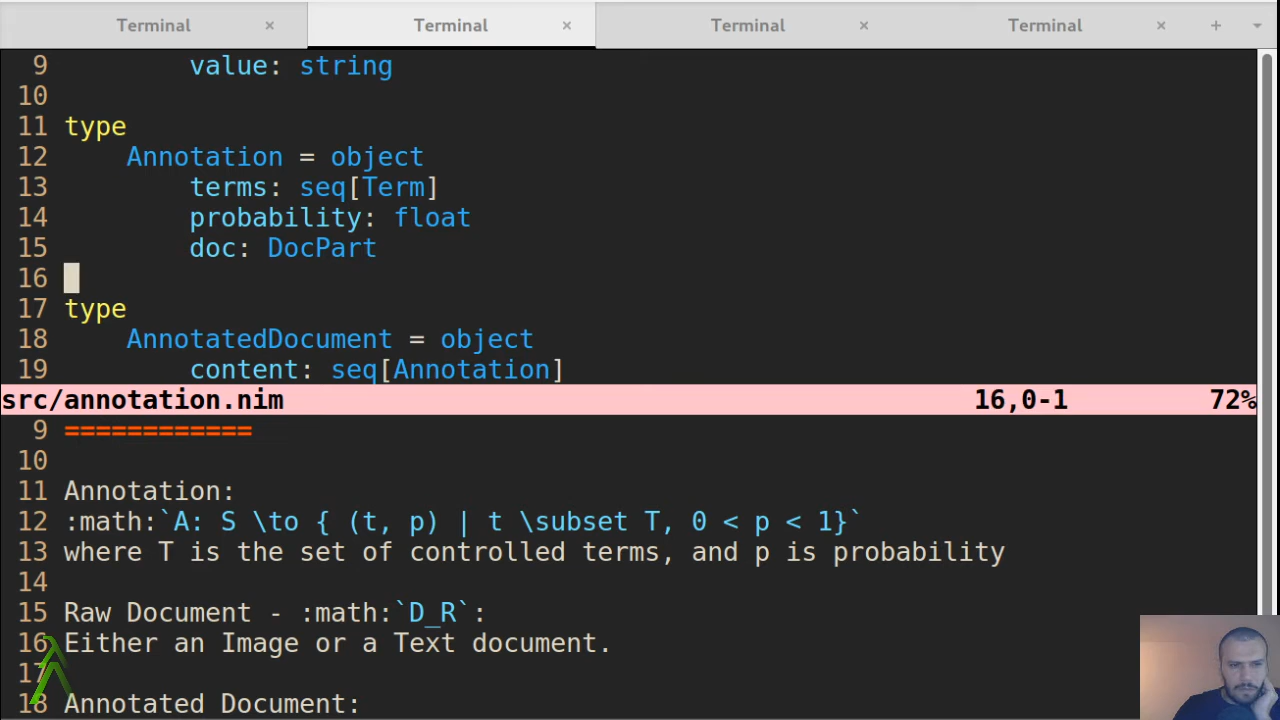 Terminal × Terminal × Terminal × Terminal × +
9         value: string
10
11 type
12     Annotation = object
13         terms: seq[Term]
14         probability: float
15         doc: DocPart
16
17 type
18     AnnotatedDocument = object
19         content: seq[Annotation]
src/annotation.nim 16,0-1 72%
9 ============
10
11 Annotation:
12 :math:`A: S \to { (t, p) | t \subset T, 0 < p < 1}`
13 where T is the set of controlled terms, and p is probability
14
15 Raw Document - :math:`D_R`:
16 Either an Image or a Text document.
17
18 Annotated Document: